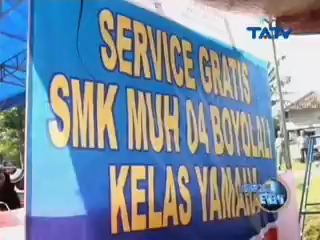 TATV
SERVICE GRATIS
SMK MUH 04 BOYOLALI
KELAS YAMAHA